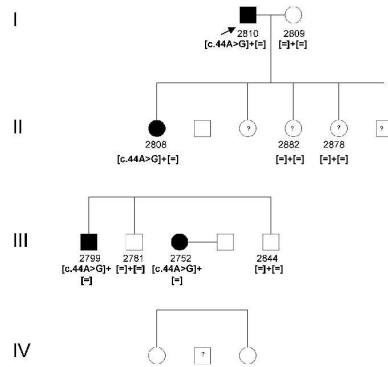 I
2810 2809
[c.44A>G]+[=] [=]+[=]
II
? ? ? ?
2808 2882 2878
[c.44A>G]+[=] [=]+[=] [=]+[=]
III
2799 2781 2752 2844
[c.44A>G]+ [=]+[=] [c.44A>G]+ [=]+[=]
[=] [=]
IV
?